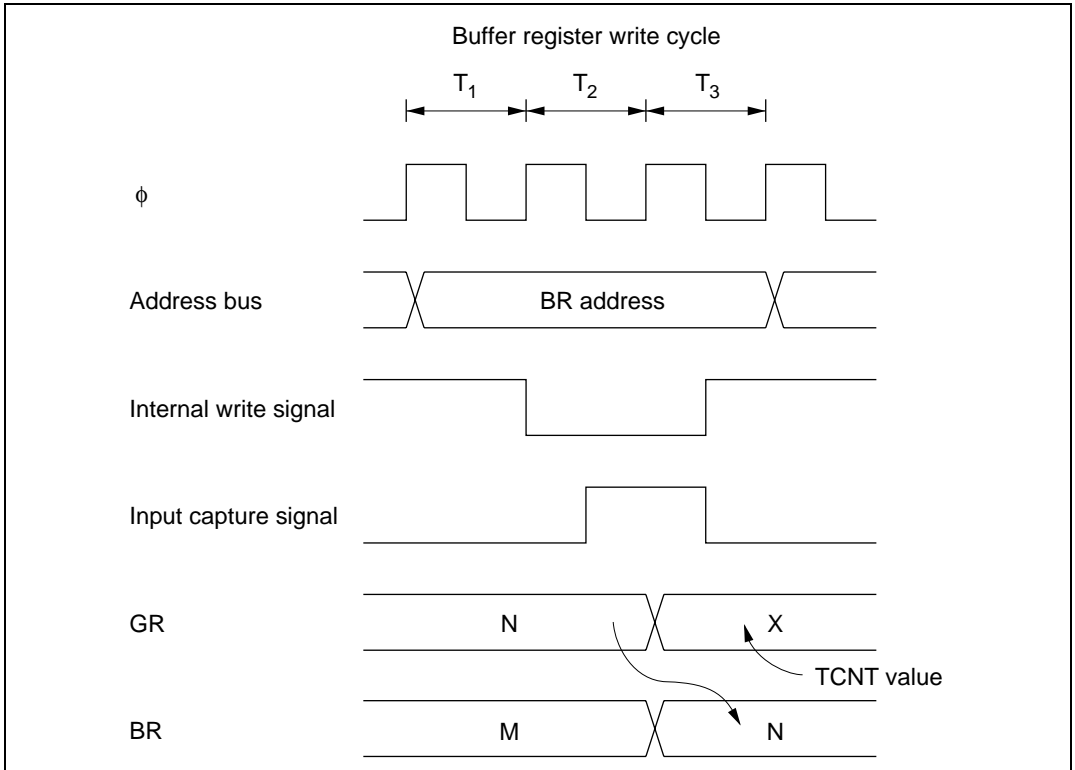 Buffer register write cycle
T1 T2 T3
ϕ
Address bus BR address
Internal write signal
Input capture signal
GR N X
TCNT value
BR M N